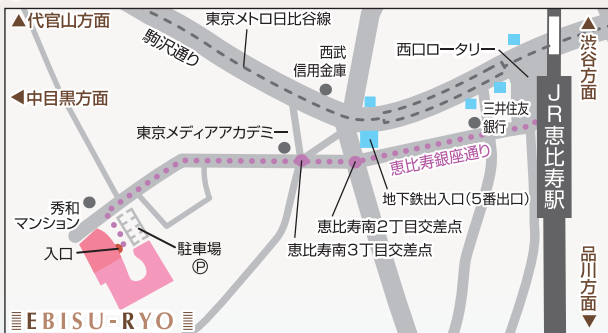 ▲代官山方面
東京メトロ日比谷線
▲渋谷方面
駒沢通り
西武
信用金庫
西口ロータリー
◀中目黒方面
三井住友
銀行
JR恵比寿駅
東京メディアアカデミー
恵比寿銀座通り
地下鉄出入口(5番出口)
秀和
マンション
恵比寿南2丁目交差点
入口
駐車場
Ⓟ
恵比寿南3丁目交差点
品川方面▼
EBISU-RYO